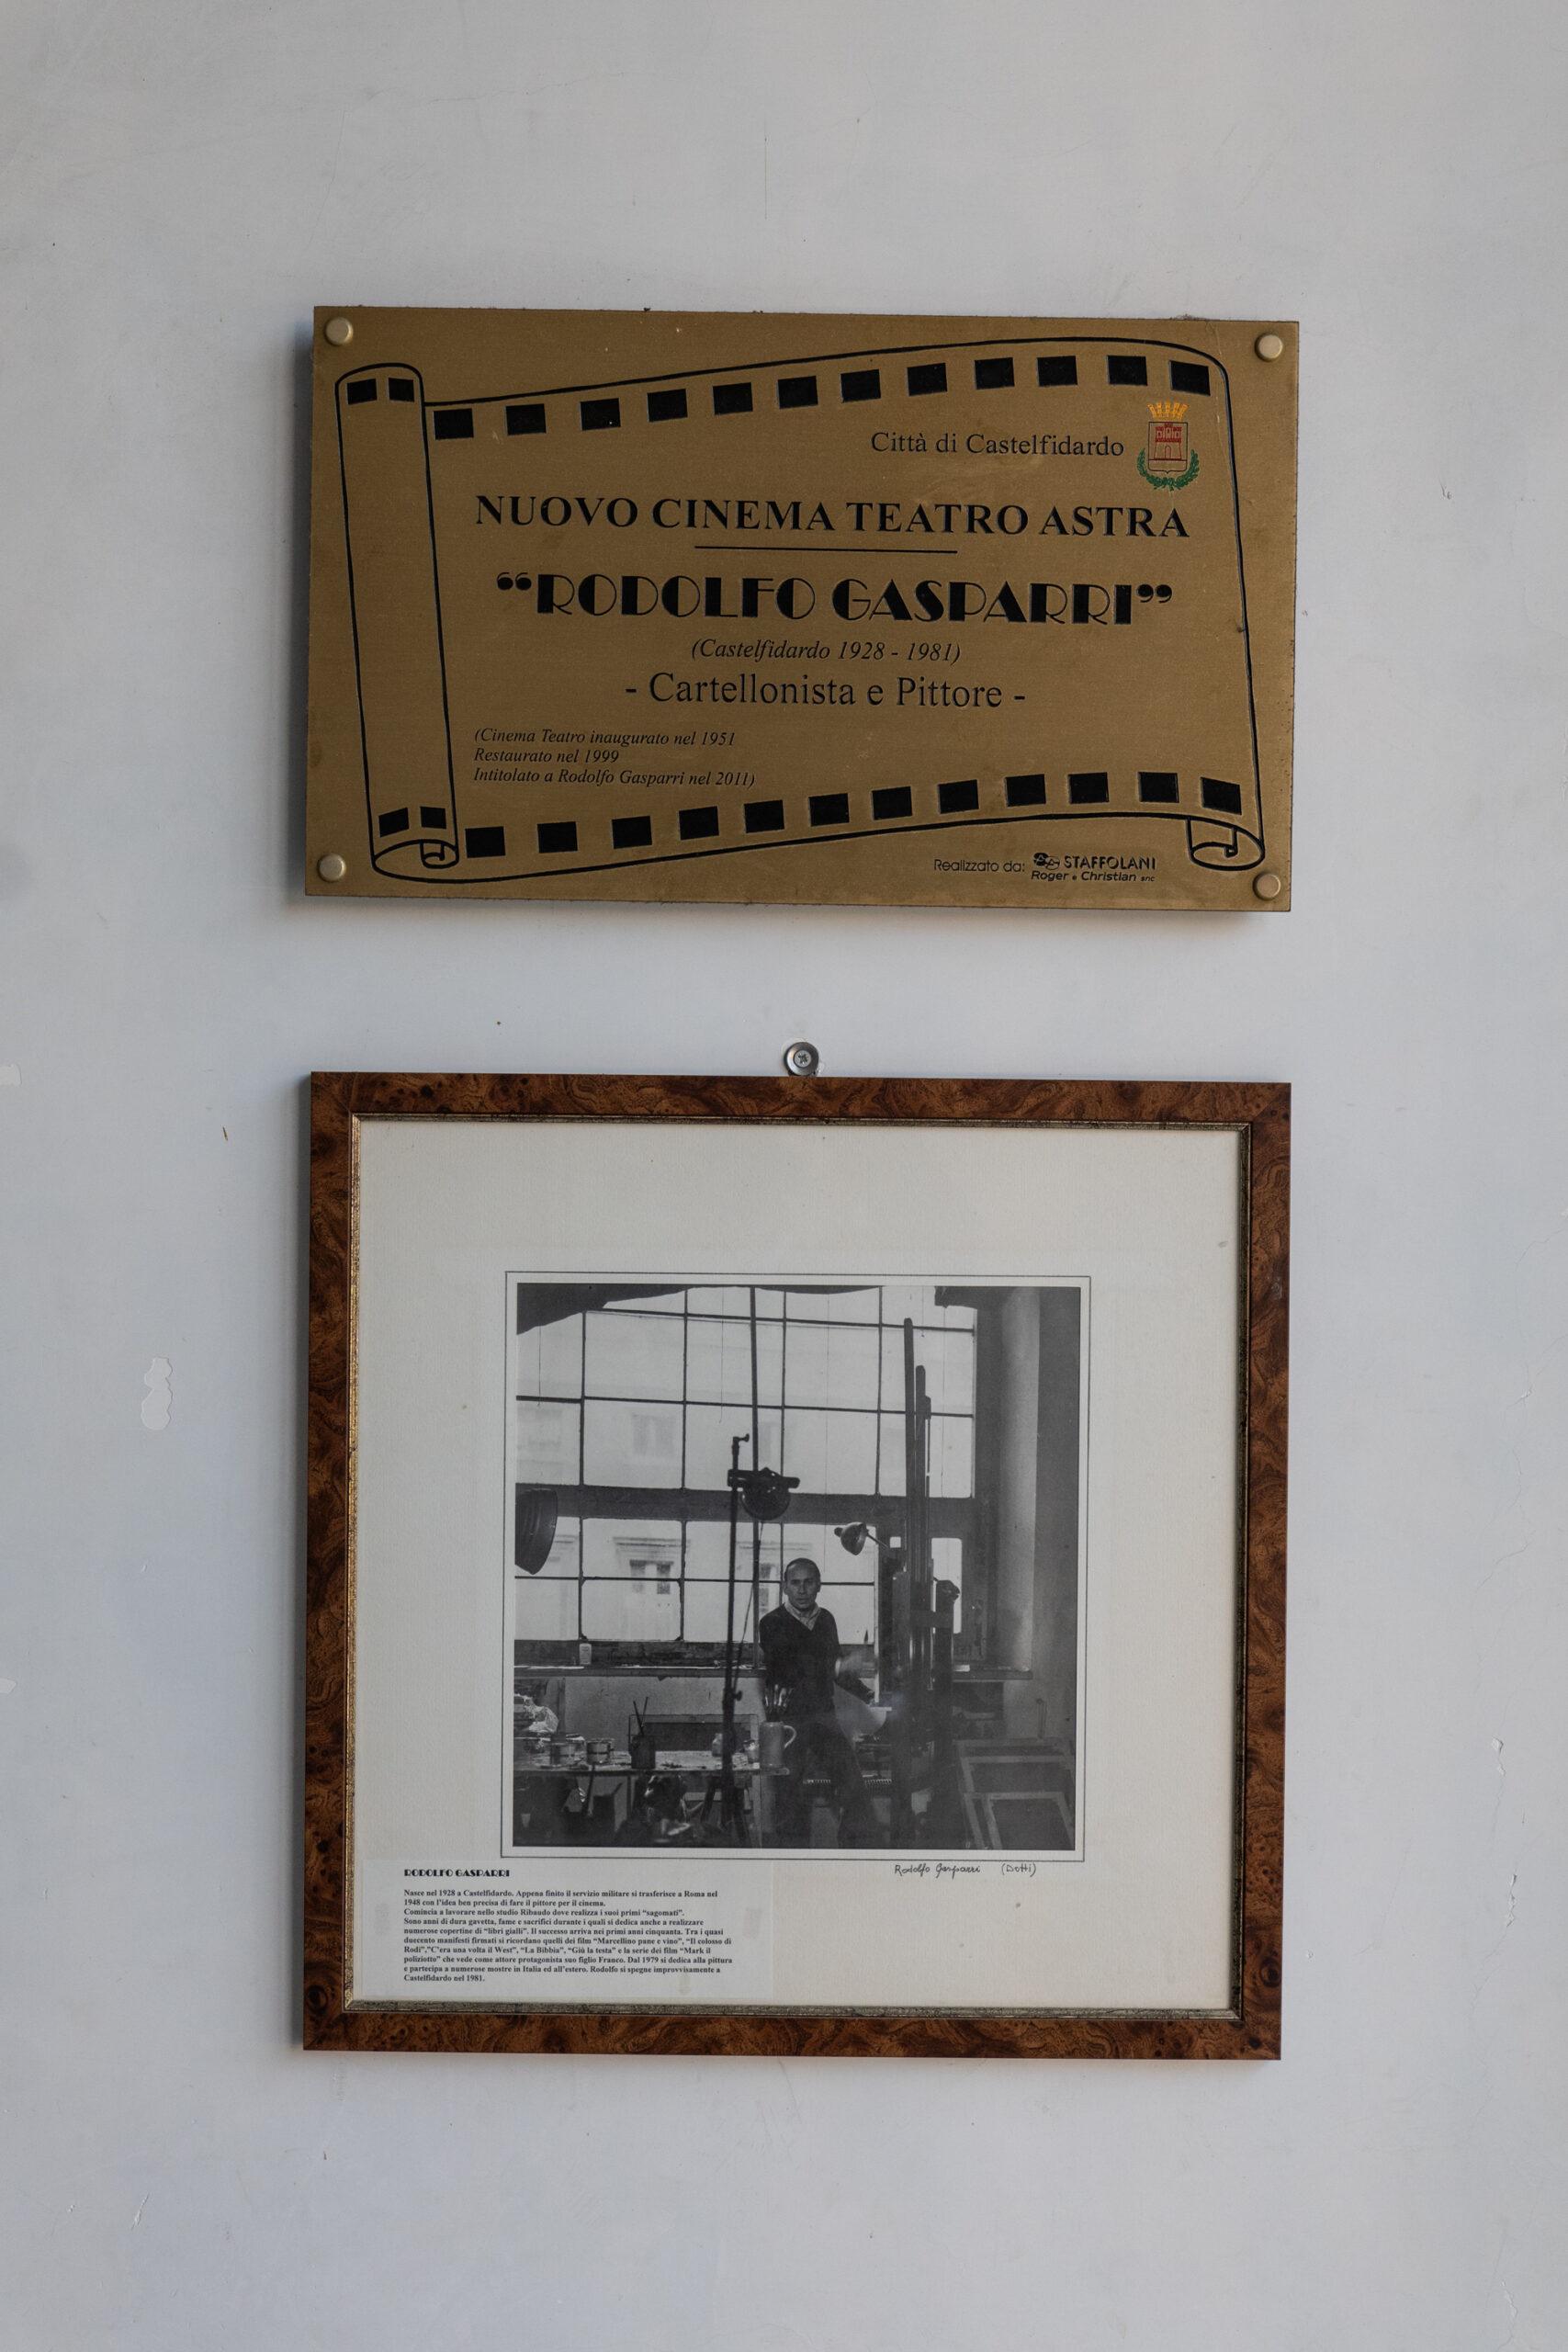 Città di Castelfidardo
NUOVO CINEMA TEATRO ASTRA
“RODOLFO GASPARRI”
(Castelfidardo 1928 - 1981)
- Cartellonista e Pittore -
(Cinema Teatro inaugurato nel 1951
Restaurato nel 1999
Intitolato a Rodolfo Gasparri nel 2011)
Realizzato da: STAFFOLANI
Roger e Christian snc
Rodolfo Gasparri (Dotti)
RODOLFO GASPARRI
Nasce nel 1928 a Castelfidardo. Appena finito il servizio militare si trasferisce a Roma nel
1948 con l'idea ben precisa di fare il pittore per il cinema.
Comincia a lavorare nello studio Ribaudo dove realizza i suoi primi “sagomati”.
Sono anni di dura gavetta, fame e sacrifici durante i quali si dedica anche a realizzare
numerose copertine di “libri gialli”. Il successo arriva nei primi anni cinquanta. Tra i quasi
duecento manifesti firmati si ricordano quelli dei film “Marcellino pane e vino”, “Il colosso di
Rodi”,”C'era una volta il West”, “La Bibbia”, “Giù la testa” e la serie dei film “Mark il
poliziotto” che vede come attore protagonista suo figlio Franco. Dal 1979 si dedica alla pittura
e partecipa a numerose mostre in Italia ed all'estero. Rodolfo si spegne improvvisamente a
Castelfidardo nel 1981.